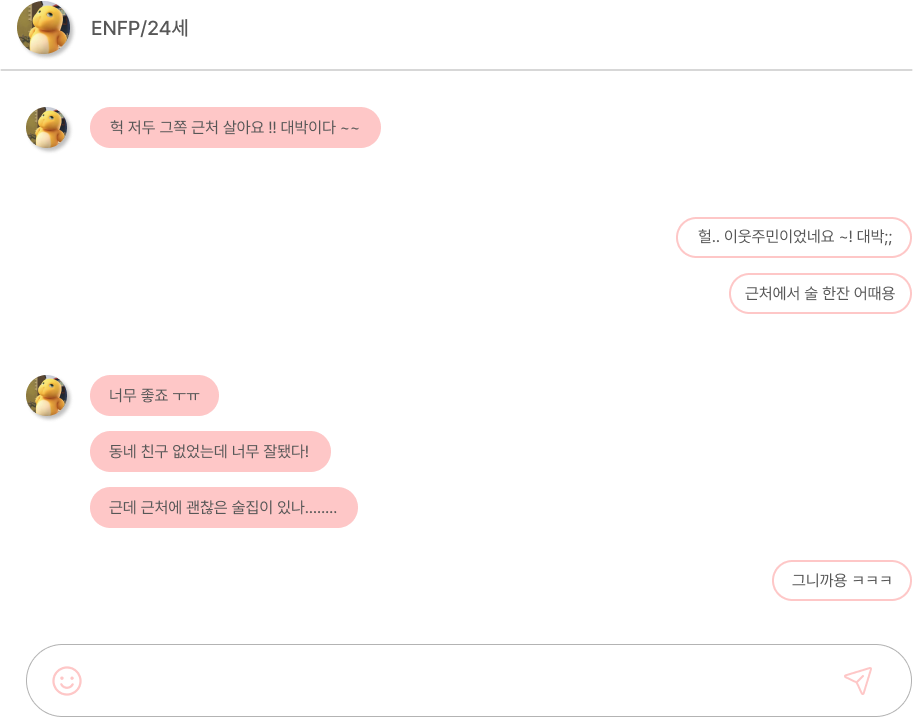 ENFP/24세
헉 저두 그쪽 근처 살아요 !! 대박이다 ~~
헐.. 이웃주민이었네요 ~! 대박;;
근처에서 술 한잔 어때용
너무 좋죠 ㅜㅠ
동네 친구 없었는데 너무 잘됐다!
근데 근처에 괜찮은 술집이 있나........
그니까용 ㅋㅋㅋ